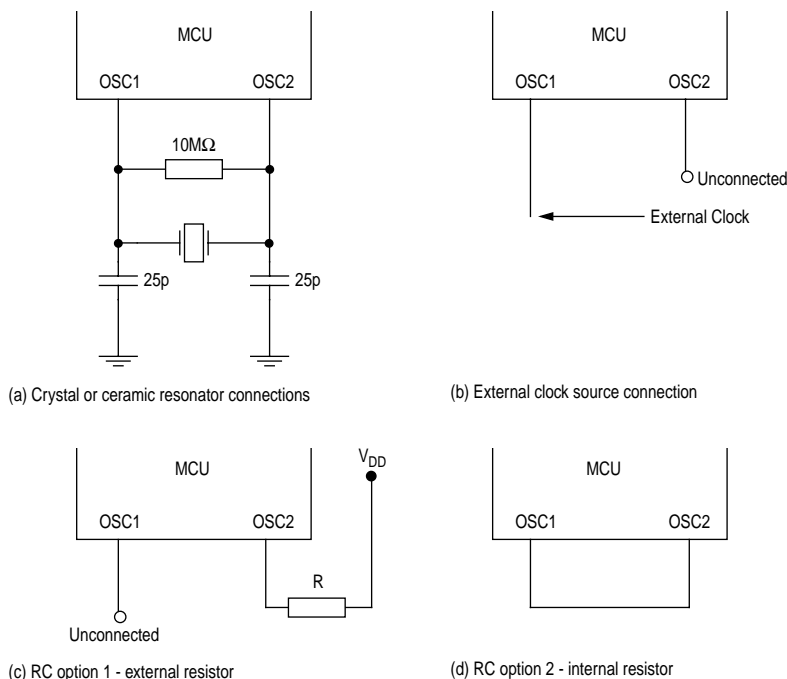 MCU
OSC1 OSC2
10MΩ
25p 25p
(a) Crystal or ceramic resonator connections
MCU
OSC1 OSC2
Unconnected
External Clock
(b) External clock source connection
MCU
OSC1 OSC2
VDD
R
Unconnected
(c) RC option 1 - external resistor
MCU
OSC1 OSC2
(d) RC option 2 - internal resistor